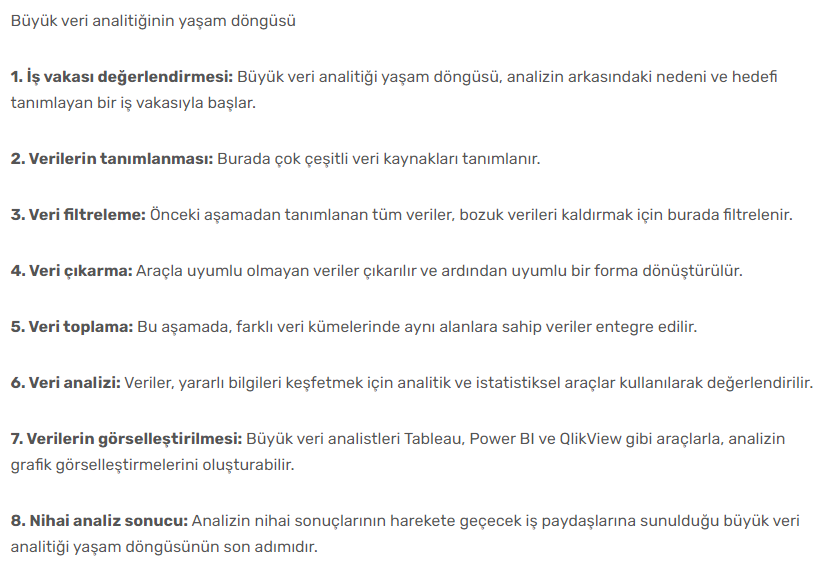 Büyük veri analitiğinin yaşam döngüsü
1. İş vakası değerlendirmesi: Büyük veri analitiği yaşam döngüsü, analizin arkasındaki nedeni ve hedefi
tanımlayan bir iş vakasıyla başlar.
2. Verilerin tanımlanması: Burada çok çeşitli veri kaynakları tanımlanır.
3. Veri filtreleme: Önceki aşamadan tanımlanan tüm veriler, bozuk verileri kaldırmak için burada filtrelenir.
4. Veri çıkarma: Araçla uyumlu olmayan veriler çıkarılır ve ardından uyumlu bir forma dönüştürülür.
5. Veri toplama: Bu aşamada, farklı veri kümelerinde aynı alanlara sahip veriler entegre edilir.
6. Veri analizi: Veriler, yararlı bilgileri keşfetmek için analitik ve istatistiksel araçlar kullanılarak değerlendirilir.
7. Verilerin görselleştirilmesi: Büyük veri analistleri Tableau, Power BI ve QlikView gibi araçlarla, analizin
grafik görselleştirmelerini oluşturabilir.
8. Nihai analiz sonucu: Analizin nihai sonuçlarının harekete geçecek iş paydaşlarına sunulduğu büyük veri
analitiği yaşam döngüsünün son adımıdır.